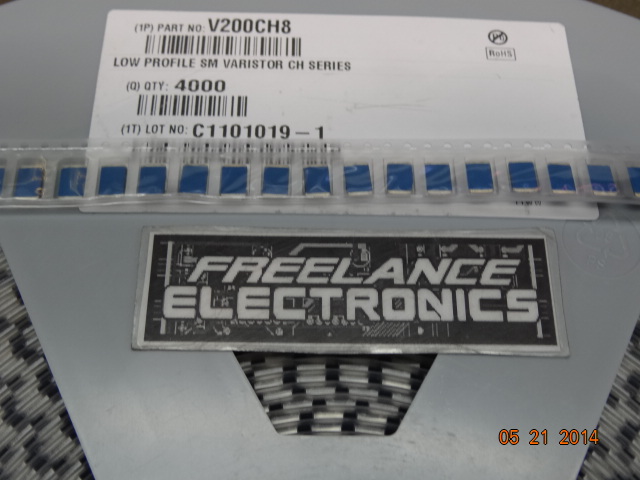 (1P) PART NO: V200CH8
LOW PROFILE SM VARISTOR CH SERIES
(Q) QTY: 4000
(1T) LOT NO: C1101019-1
Pb
RoHS
FREELANCE
ELECTRONICS
05 21 2014